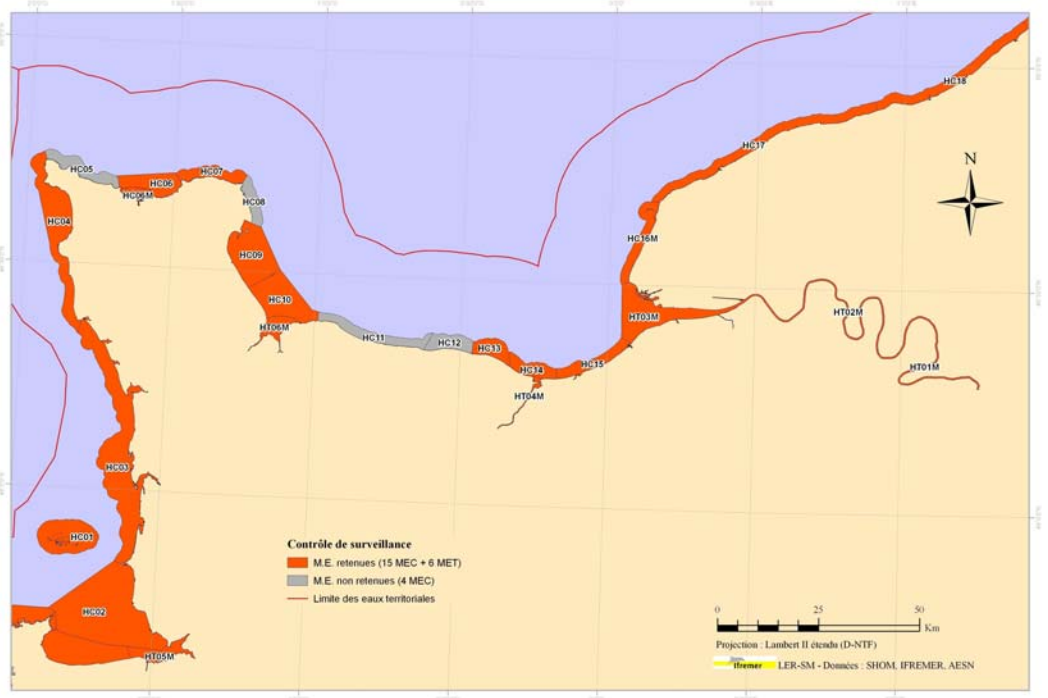 HC18
HC17
HC05
HC07
HC06
HC06M
HC08
HC04
HC16M
HC09
HC10
HT03M
HT02M
HT06M
HC11
HC12
HC13
HC14
HC15
HT01M
HT04M
HC03
HC01
HC02
HT05M
N
Contrôle de surveillance
M.E. retenues (15 MEC + 6 MET)
M.E. non retenues (4 MEC)
Limite des eaux territoriales
0 25 50
Km
Projection : Lambert II étendu (D-NTF)
Ifremer LER-SM - Données : SHOM, IFREMER, AESN